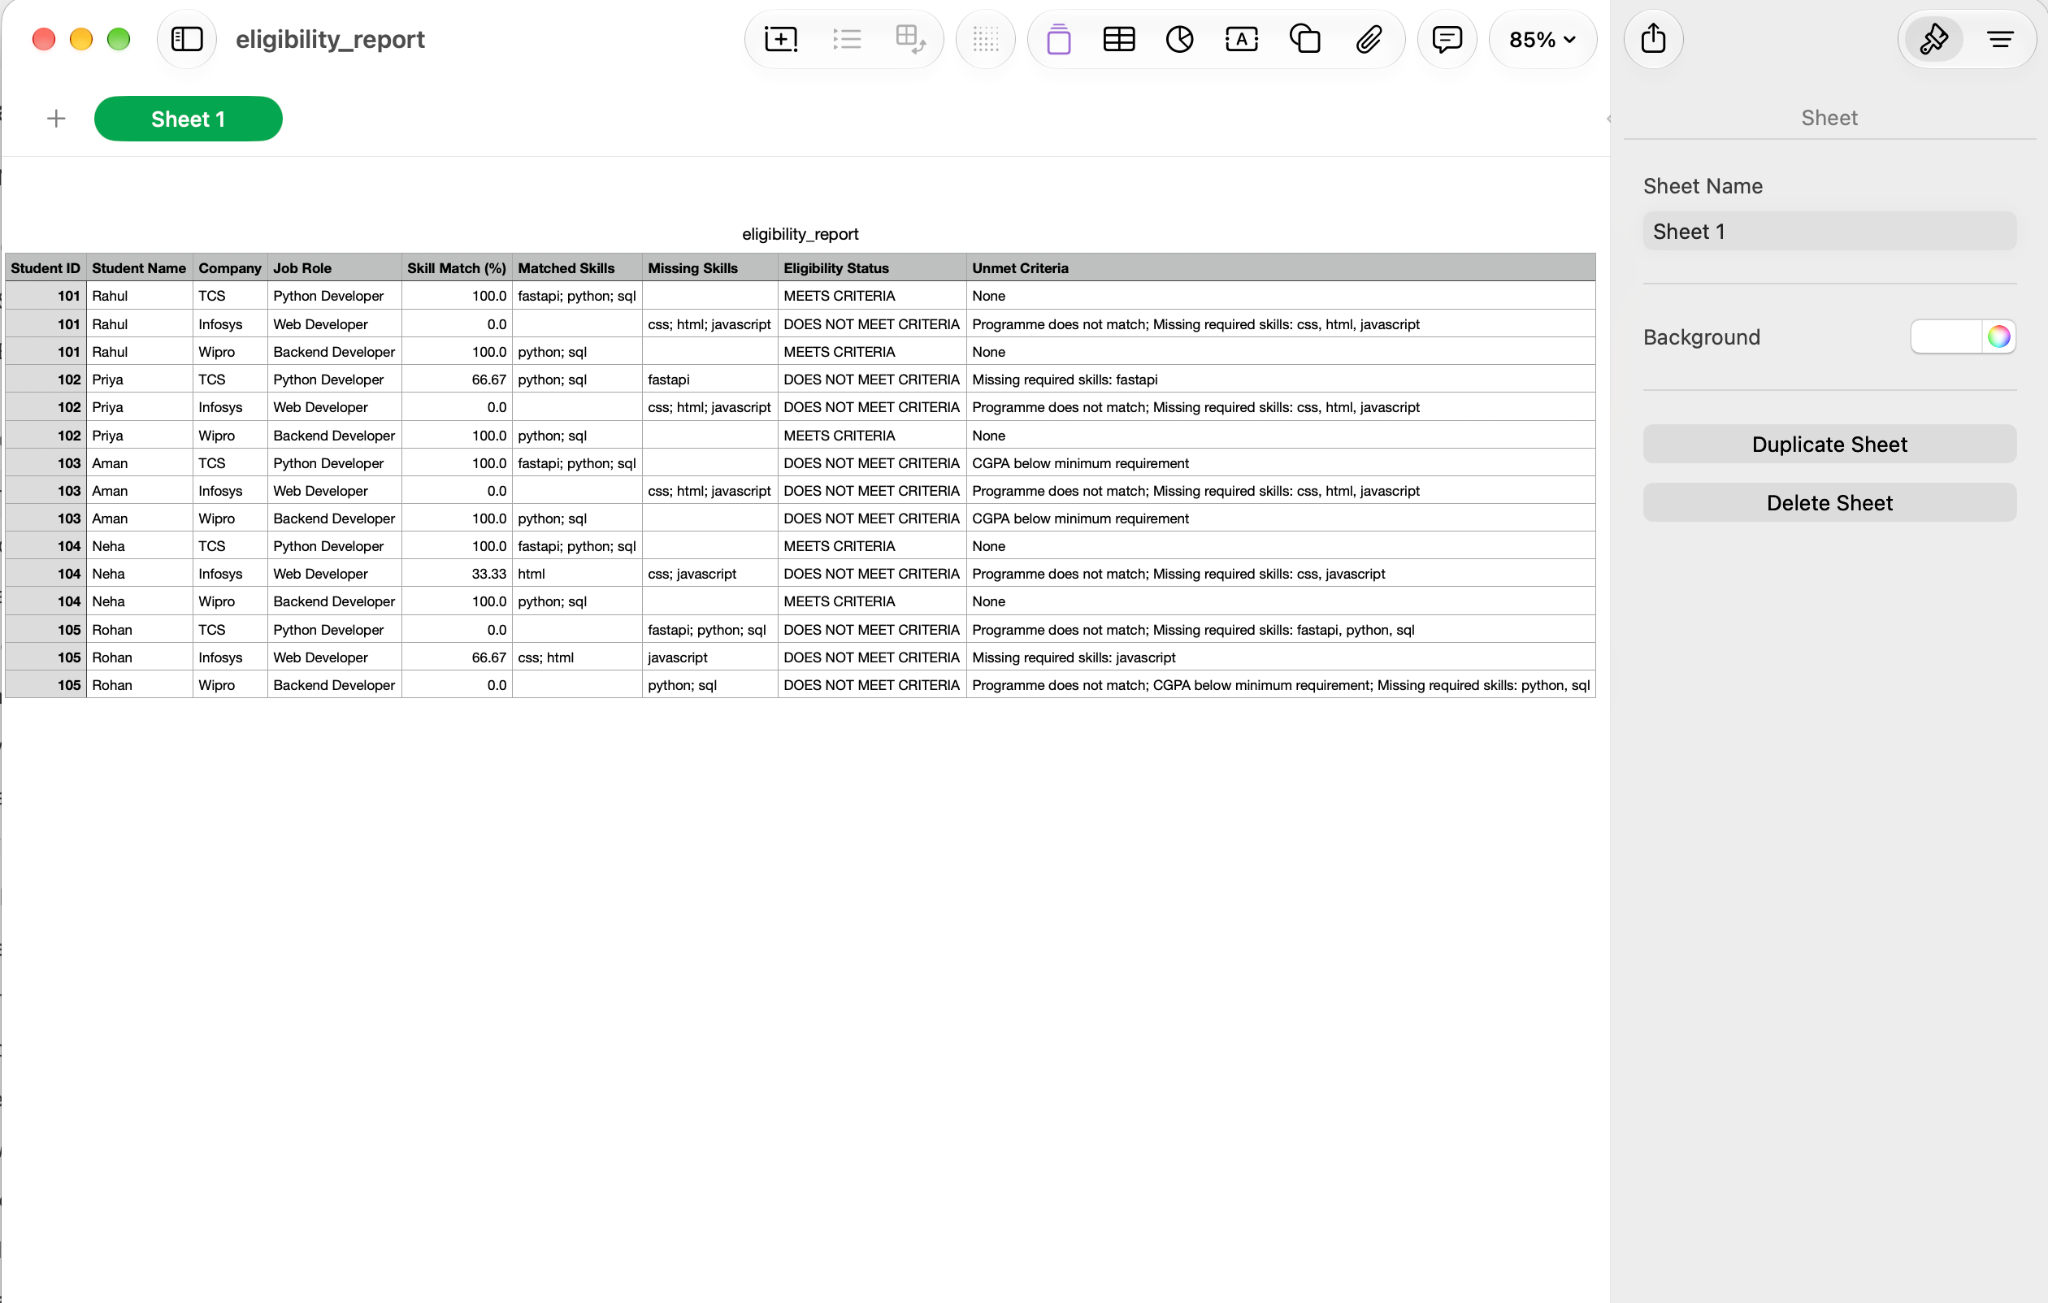 eligibility_report
85%
Sheet 1
Sheet
Sheet Name
Sheet 1
Background
Duplicate Sheet
Delete Sheet
eligibility_report
Student ID Student Name Company Job Role Skill Match (%) Matched Skills Missing Skills Eligibility Status Unmet Criteria
101 Rahul TCS Python Developer 100.0 fastapi; python; sql MEETS CRITERIA None
101 Rahul Infosys Web Developer 0.0 css; html; javascript DOES NOT MEET CRITERIA Programme does not match; Missing required skills: css, html, javascript
101 Rahul Wipro Backend Developer 100.0 python; sql MEETS CRITERIA None
102 Priya TCS Python Developer 66.67 python; sql fastapi DOES NOT MEET CRITERIA Missing required skills: fastapi
102 Priya Infosys Web Developer 0.0 css; html; javascript DOES NOT MEET CRITERIA Programme does not match; Missing required skills: css, html, javascript
102 Priya Wipro Backend Developer 100.0 python; sql MEETS CRITERIA None
103 Aman TCS Python Developer 100.0 fastapi; python; sql DOES NOT MEET CRITERIA CGPA below minimum requirement
103 Aman Infosys Web Developer 0.0 css; html; javascript DOES NOT MEET CRITERIA Programme does not match; Missing required skills: css, html, javascript
103 Aman Wipro Backend Developer 100.0 python; sql DOES NOT MEET CRITERIA CGPA below minimum requirement
104 Neha TCS Python Developer 100.0 fastapi; python; sql MEETS CRITERIA None
104 Neha Infosys Web Developer 33.33 html css; javascript DOES NOT MEET CRITERIA Programme does not match; Missing required skills: css, javascript
104 Neha Wipro Backend Developer 100.0 python; sql MEETS CRITERIA None
105 Rohan TCS Python Developer 0.0 fastapi; python; sql DOES NOT MEET CRITERIA Programme does not match; Missing required skills: fastapi, python, sql
105 Rohan Infosys Web Developer 66.67 css; html javascript DOES NOT MEET CRITERIA Missing required skills: javascript
105 Rohan Wipro Backend Developer 0.0 python; sql DOES NOT MEET CRITERIA Programme does not match; CGPA below minimum requirement; Missing required skills: python, sql